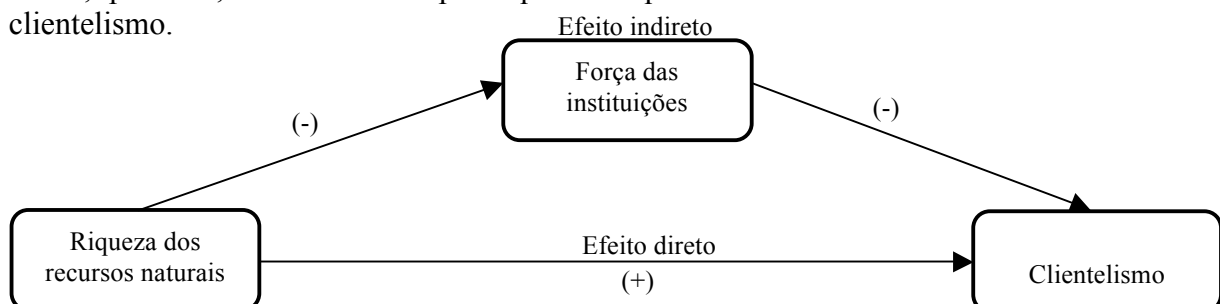 clientelismo.
Efeito indireto
Força das
instituições
(-)
(-)
Riqueza dos
recursos naturais
Efeito direto
(+)
Clientelismo